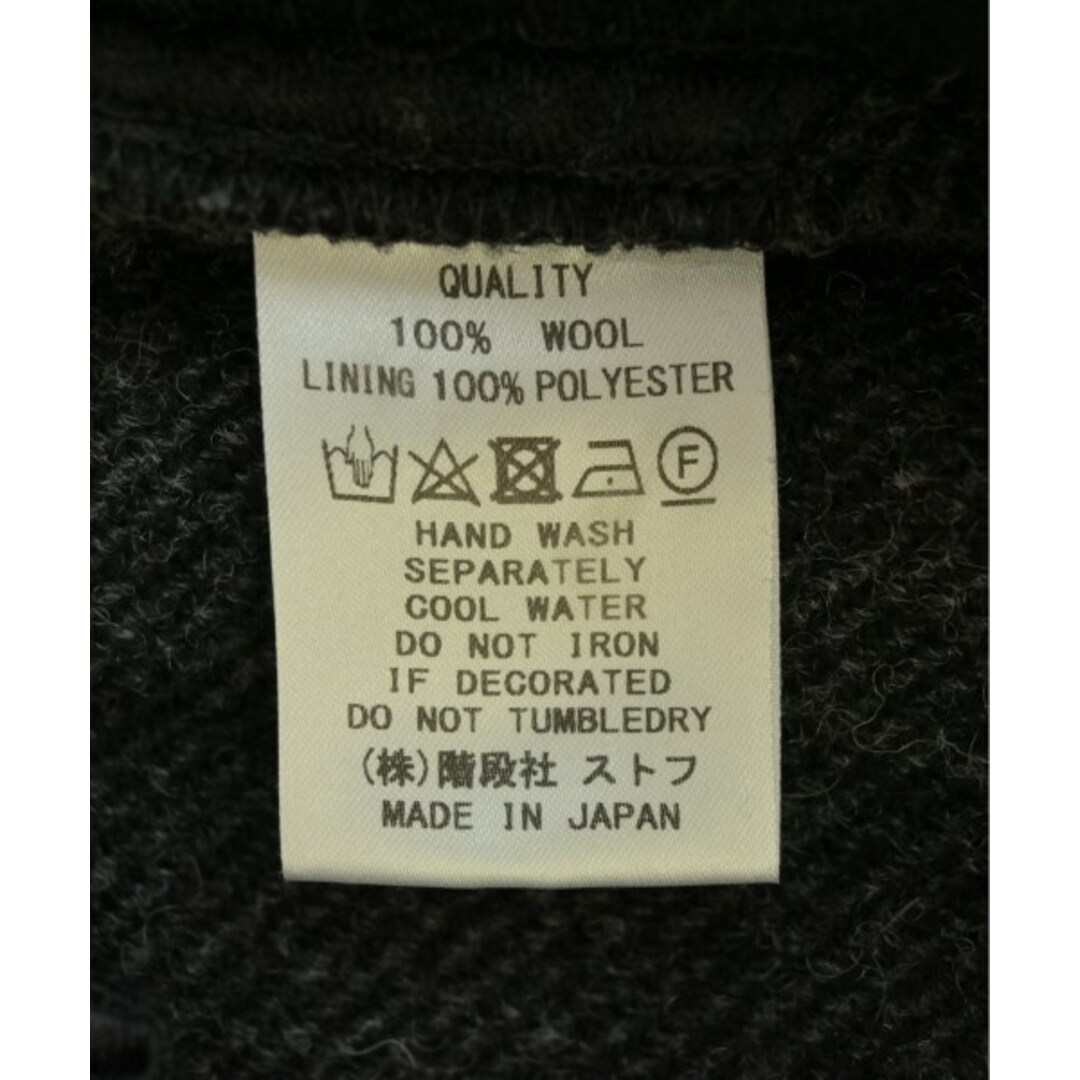 QUALITY
100% WOOL
LINING 100% POLYESTER
F
HAND WASH
SEPARATELY
COOL WATER
DO NOT IRON
IF DECORATED
DO NOT TUMBLEDRY
(株)階段社 ストフ
MADE IN JAPAN